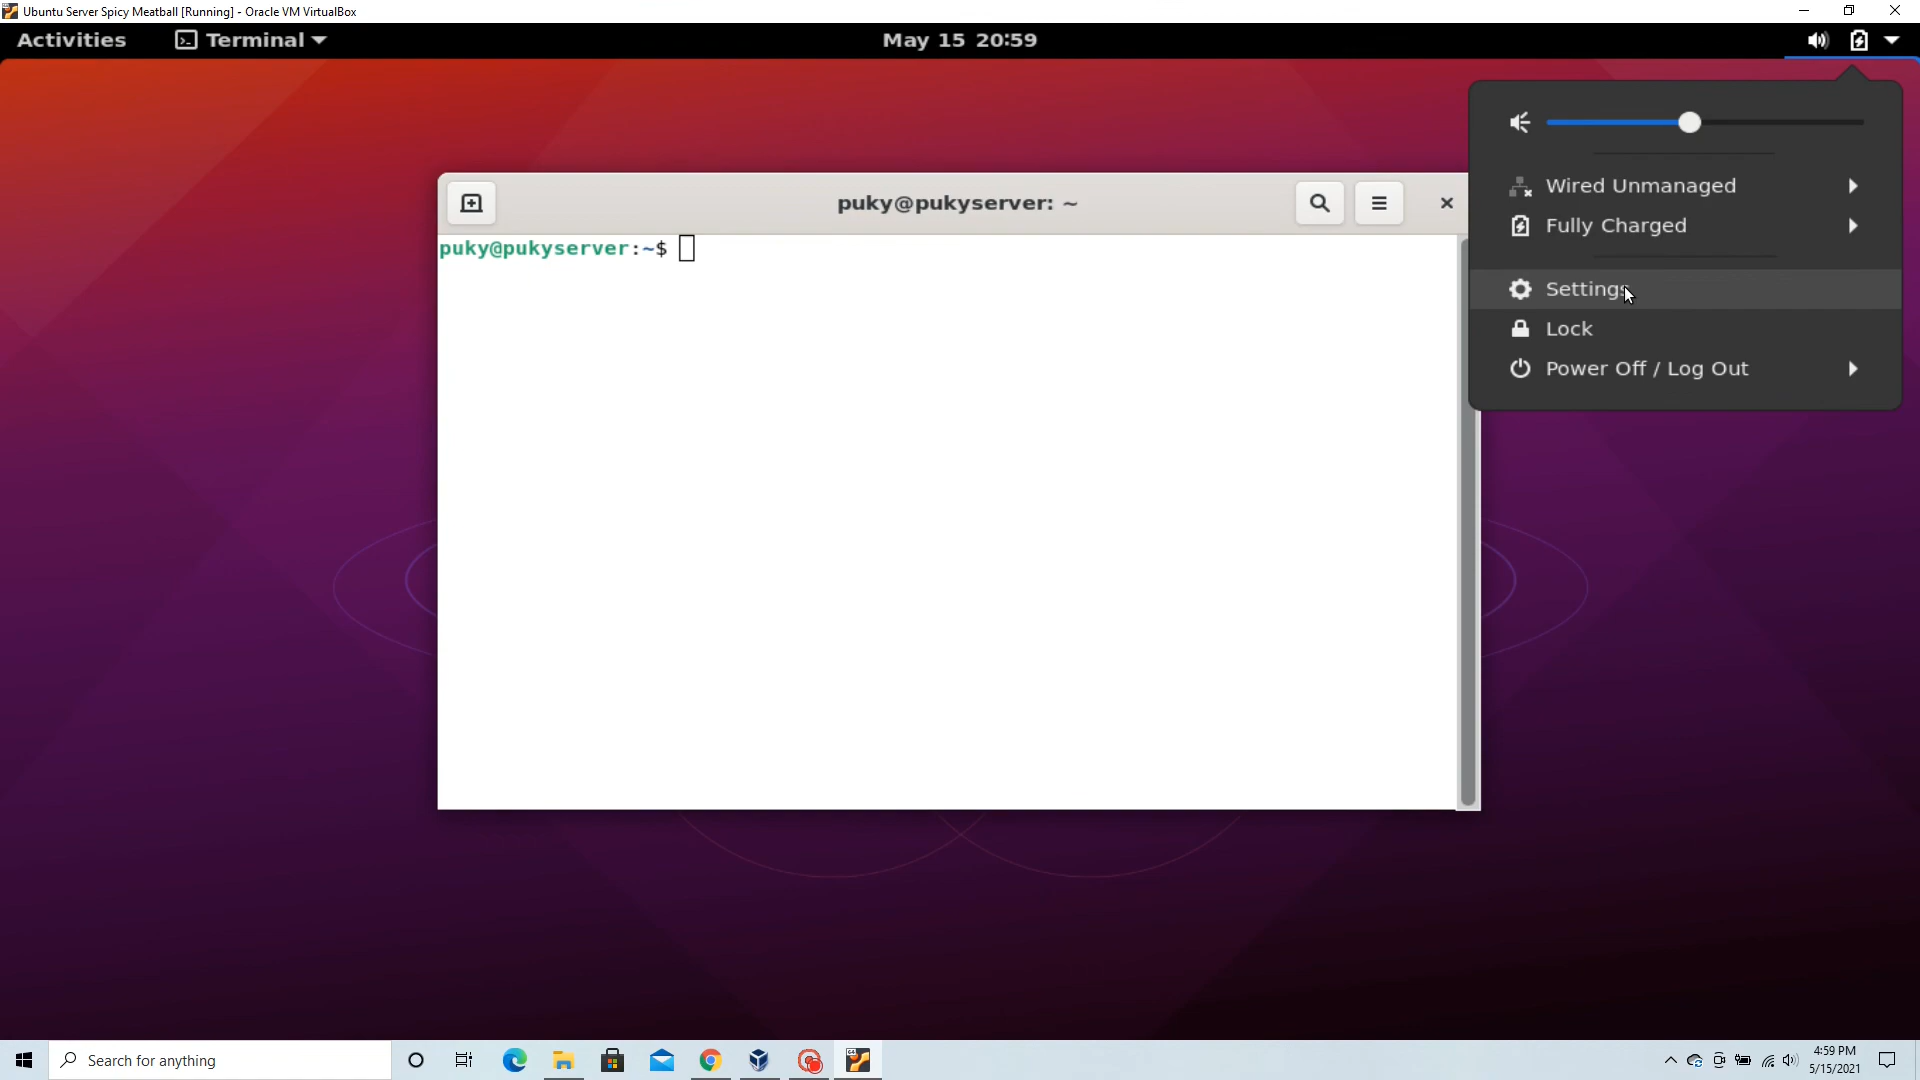 Ubuntu Server Spicy Meatball [Running] - Oracle VM VirtualBox
Activities
Terminal
May 15 20:59
Wired Unmanaged
Fully Charged
Settings
Lock
Power Off / Log Out
puky@pukyserver: ~
puky@pukyserver:~$
Search for anything
4:59 PM
5/15/2021